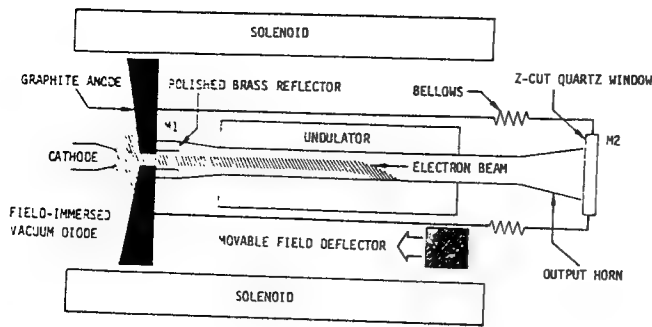 SOLENOID
GRAPHITE ANODE
POLISHED BRASS REFLECTOR
BELLOWS
Z-CUT QUARTZ WINDOW
M1
UNDULATOR
M2
CATHODE
ELECTRON BEAM
FIELD-IMMERSED
VACUUM DIODE
MOVABLE FIELD DEFLECTOR
OUTPUT HORN
SOLENOID